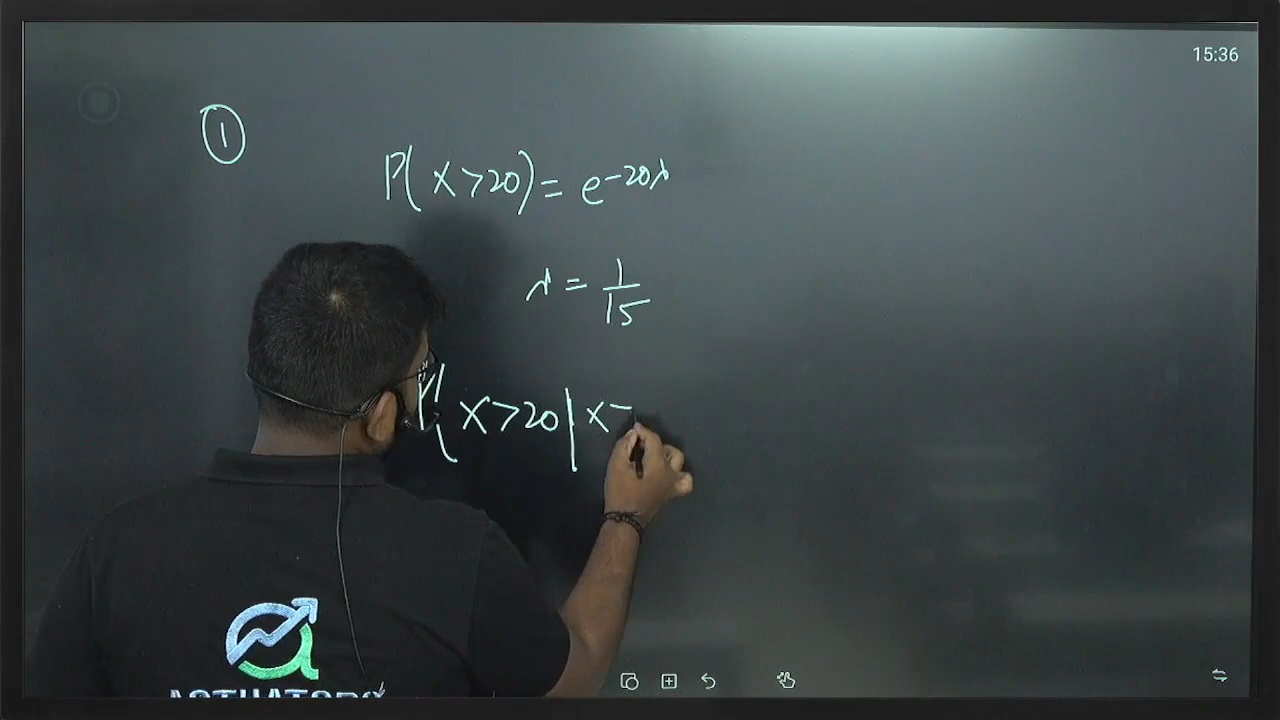 15:36
①
P(X>20) = e^{-20λ}
λ = 1/15
P(X>20|X>